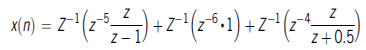 x(n) = Z⁻¹(z⁻⁵ z/(z−1)) + Z⁻¹(z⁻⁶·1) + Z⁻¹(z⁻⁴ z/(z+0.5))